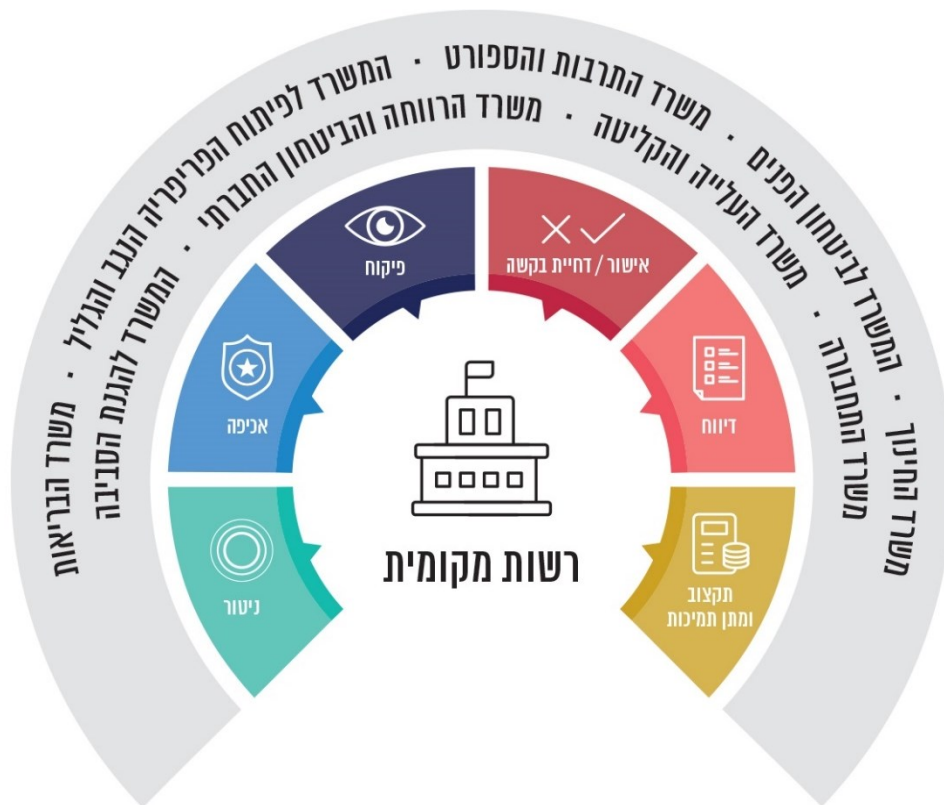 משרד החינוך · המשרד לביטחון הפנים · משרד התרבות והספורט · המשרד לפיתוח הפריפריה הנגב והגליל · משרד הבריאות
משרד התחבורה · משרד העלייה והקליטה · משרד הרווחה והביטחון החברתי · המשרד להגנת הסביבה
תקצוב
ומתן תמיכות
דיווח
אישור / דחיית בקשה
פיקוח
אכיפה
ניטור
רשות מקומית